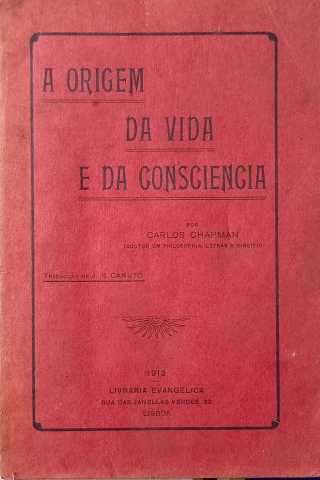 A ORIGEM
DA VIDA
E DA CONSCIENCIA
POR
CARLOS CHAPMAN
(DOUTOR EM PHILOSOPHIA, LETRAS E DIREITO)
TRADUCÇÃO DE J. S. CANUTO
1912
LIVRARIA EVANGELICA
RUA DAS JANELLAS VERDES, 32
LISBOA